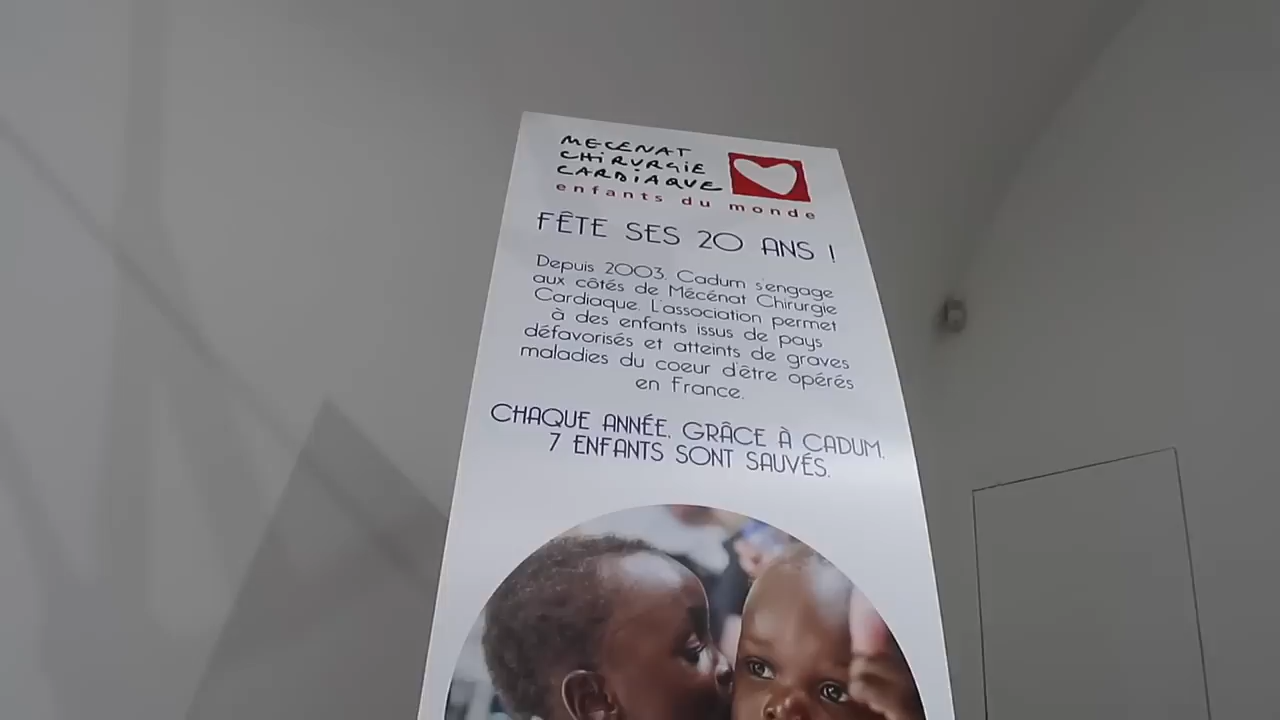 MECENAT
CHiRURGiE
CARDiAQUE
enfants du monde
FÊTE SES 20 ANS !
Depuis 2003, Cadum s'engage
aux côtés de Mécénat Chirurgie
Cardiaque. L'association permet
à des enfants issus de pays
défavorisés et atteints de graves
maladies du coeur d'être opérés
en France.
CHAQUE ANNÉE, GRÂCE À CADUM,
7 ENFANTS SONT SAUVÉS.